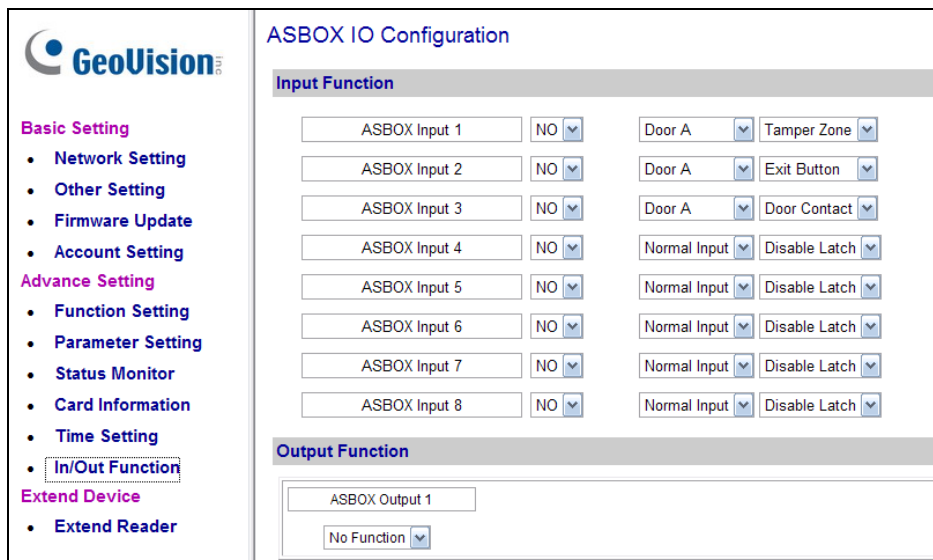 GeoVision inc
Basic Setting
• Network Setting
• Other Setting
• Firmware Update
• Account Setting
Advance Setting
• Function Setting
• Parameter Setting
• Status Monitor
• Card Information
• Time Setting
• In/Out Function
Extend Device
• Extend Reader
ASBOX IO Configuration
Input Function
ASBOX Input 1 NO Door A Tamper Zone
ASBOX Input 2 NO Door A Exit Button
ASBOX Input 3 NO Door A Door Contact
ASBOX Input 4 NO Normal Input Disable Latch
ASBOX Input 5 NO Normal Input Disable Latch
ASBOX Input 6 NO Normal Input Disable Latch
ASBOX Input 7 NO Normal Input Disable Latch
ASBOX Input 8 NO Normal Input Disable Latch
Output Function
ASBOX Output 1
No Function